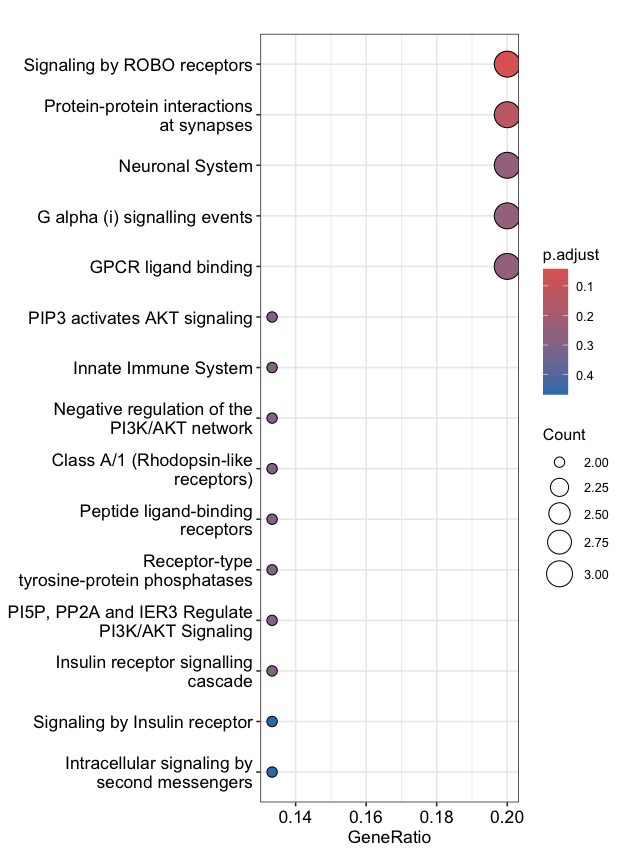 Signaling by ROBO receptors
Protein-protein interactions
at synapses
Neuronal System
G alpha (i) signalling events
GPCR ligand binding
PIP3 activates AKT signaling
Innate Immune System
Negative regulation of the
PI3K/AKT network
Class A/1 (Rhodopsin-like
receptors)
Peptide ligand-binding
receptors
Receptor-type
tyrosine-protein phosphatases
PI5P, PP2A and IER3 Regulate
PI3K/AKT Signaling
Insulin receptor signalling
cascade
Signaling by Insulin receptor
Intracellular signaling by
second messengers
0.14 0.16 0.18 0.20
GeneRatio
p.adjust
0.1
0.2
0.3
0.4
Count
2.00
2.25
2.50
2.75
3.00